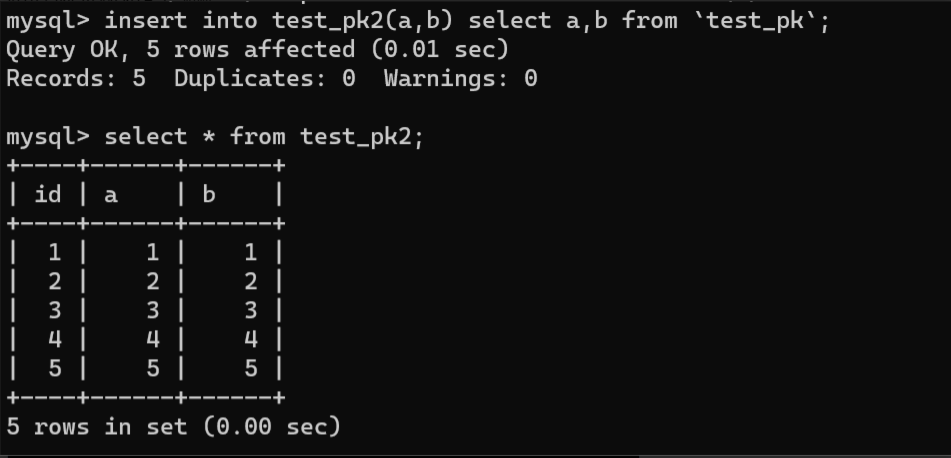 mysql> insert into test_pk2(a,b) select a,b from `test_pk`;
Query OK, 5 rows affected (0.01 sec)
Records: 5  Duplicates: 0  Warnings: 0
mysql> select * from test_pk2;
+----+------+------+
| id | a    | b    |
+----+------+------+
|  1 |    1 |    1 |
|  2 |    2 |    2 |
|  3 |    3 |    3 |
|  4 |    4 |    4 |
|  5 |    5 |    5 |
+----+------+------+
5 rows in set (0.00 sec)